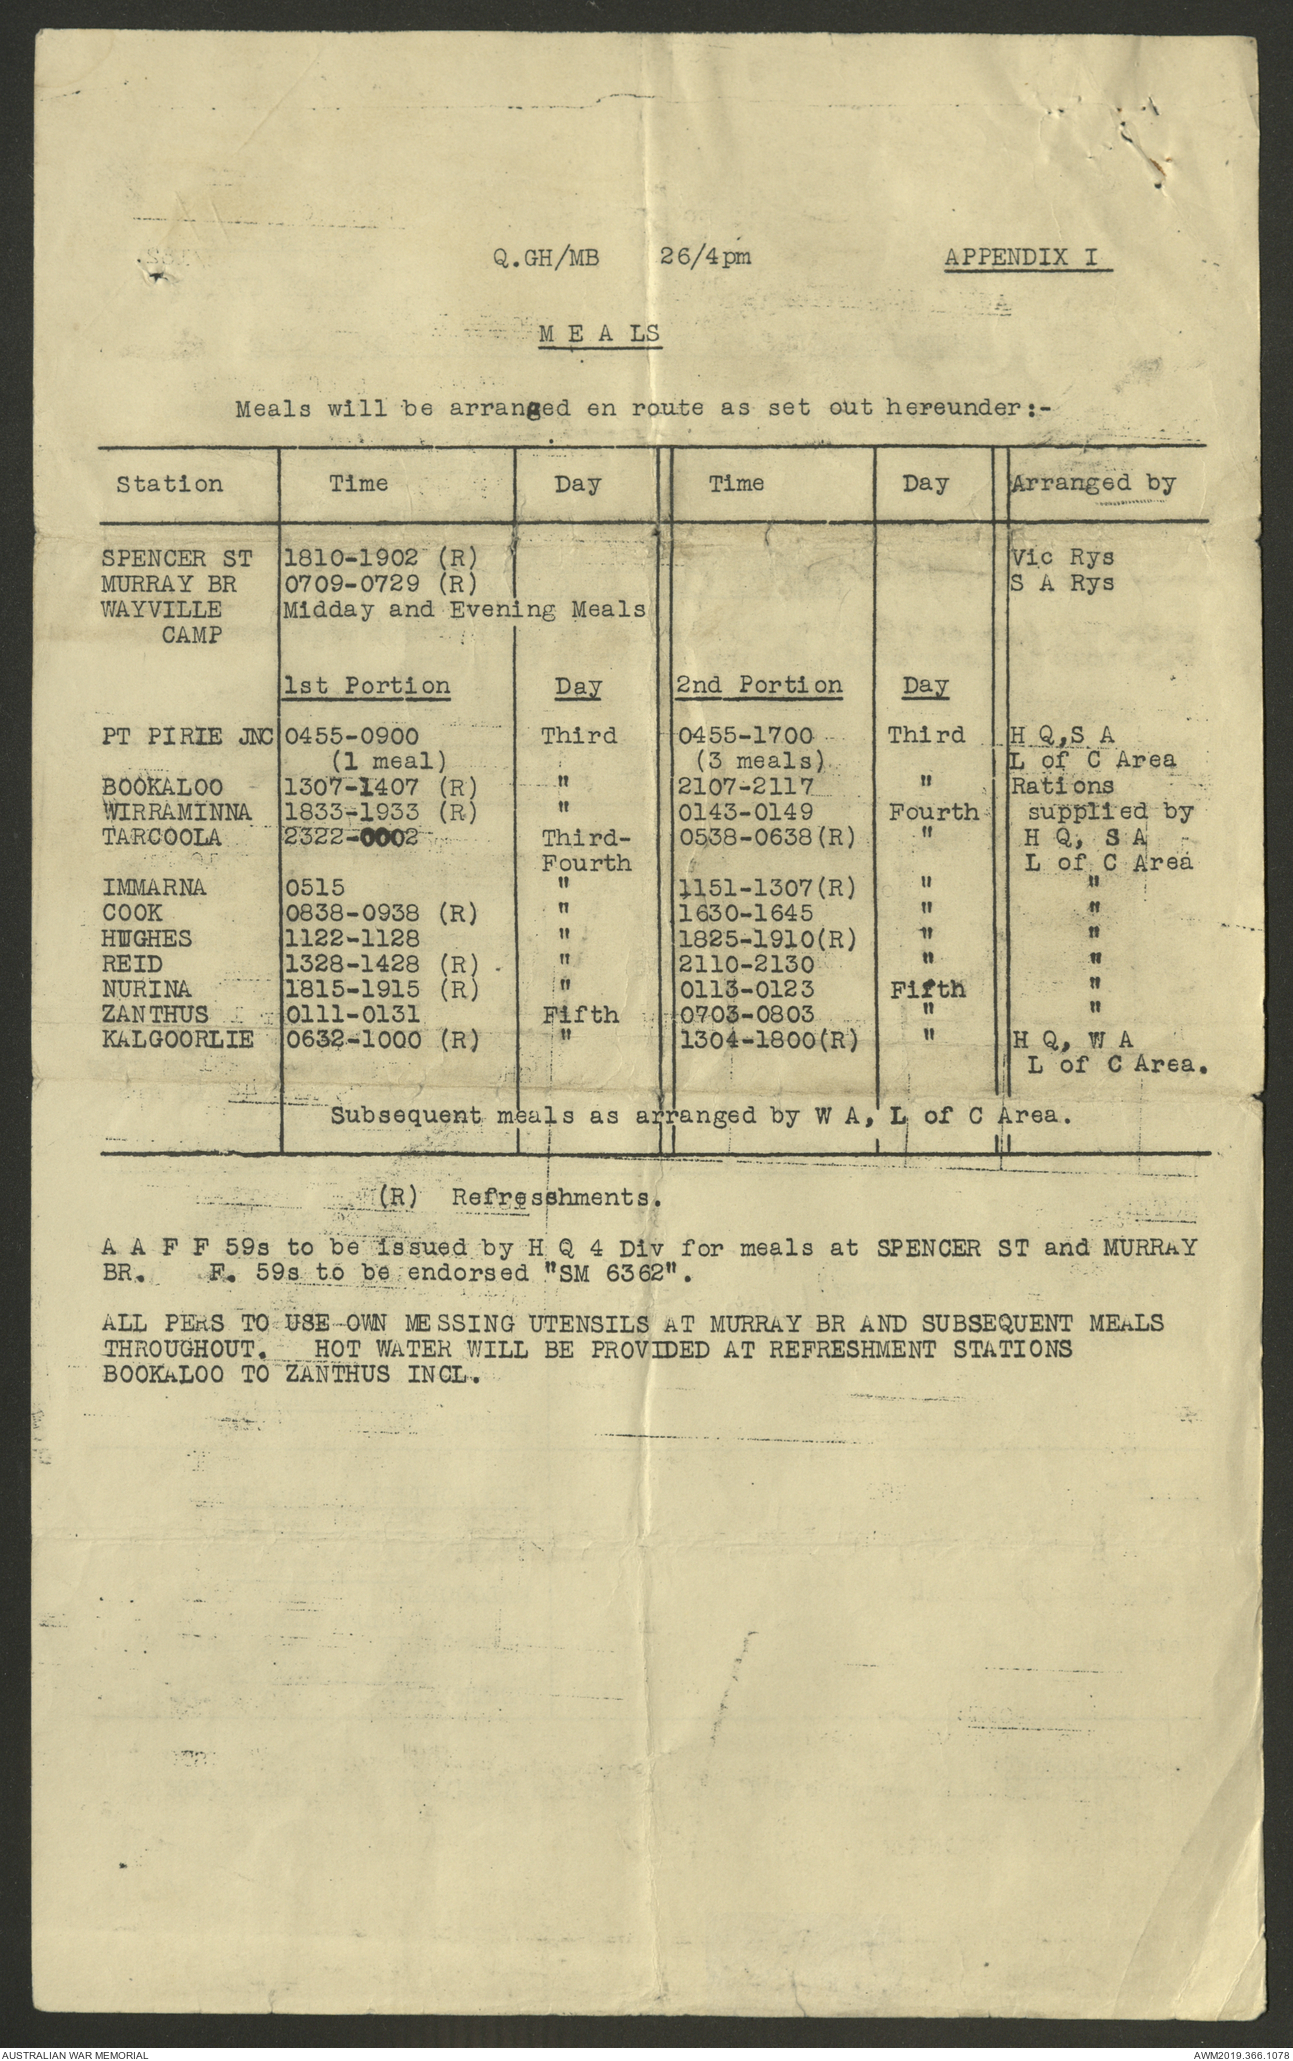 Q.GH/MB 26/4pm APPENDIX I
M E A LS
Meals will be arranged en route as set out hereunder:-
Station Time Day Time Day Arranged by
SPENCER ST 1810-1902 (R) Vic Rys
MURRAY BR 0709-0729 (R) S A Rys
WAYVILLE Midday and Evening Meals
CAMP
1st Portion Day 2nd Portion Day
PT PIRIE JNC 0455-0900 Third 0455-1700 Third H Q,S A
(1 meal) (3 meals) L of C Area
BOOKALOO 1307-1407 (R) " 2107-2117 " Rations
WIRRAMINNA 1833-1933 (R) " 0143-0149 Fourth supplied by
TARCOOLA 2322-0002 Third- 0538-0638(R) " H Q, S A
Fourth L of C Area
IMMARNA 0515 " 1151-1307(R) " "
COOK 0838-0938 (R) " 1630-1645 " "
HUGHES 1122-1128 " 1825-1910(R) " "
REID 1328-1428 (R) " 2110-2130 " "
NURINA 1815-1915 (R) " 0113-0123 Fifth "
ZANTHUS 0111-0131 Fifth 0703-0803 " "
KALGOORLIE 0632-1000 (R) " 1304-1800(R) " H Q, W A
L of C Area.
Subsequent meals as arranged by W A, L of C Area.
(R) Refresshments.
A A F F 59s to be issued by H Q 4 Div for meals at SPENCER ST and MURRAY
BR. F. 59s to be endorsed "SM 6362".
ALL PERS TO USE OWN MESSING UTENSILS AT MURRAY BR AND SUBSEQUENT MEALS
THROUGHOUT. HOT WATER WILL BE PROVIDED AT REFRESHMENT STATIONS
BOOKALOO TO ZANTHUS INCL.
AUSTRALIAN WAR MEMORIAL AWM2019.366.1078